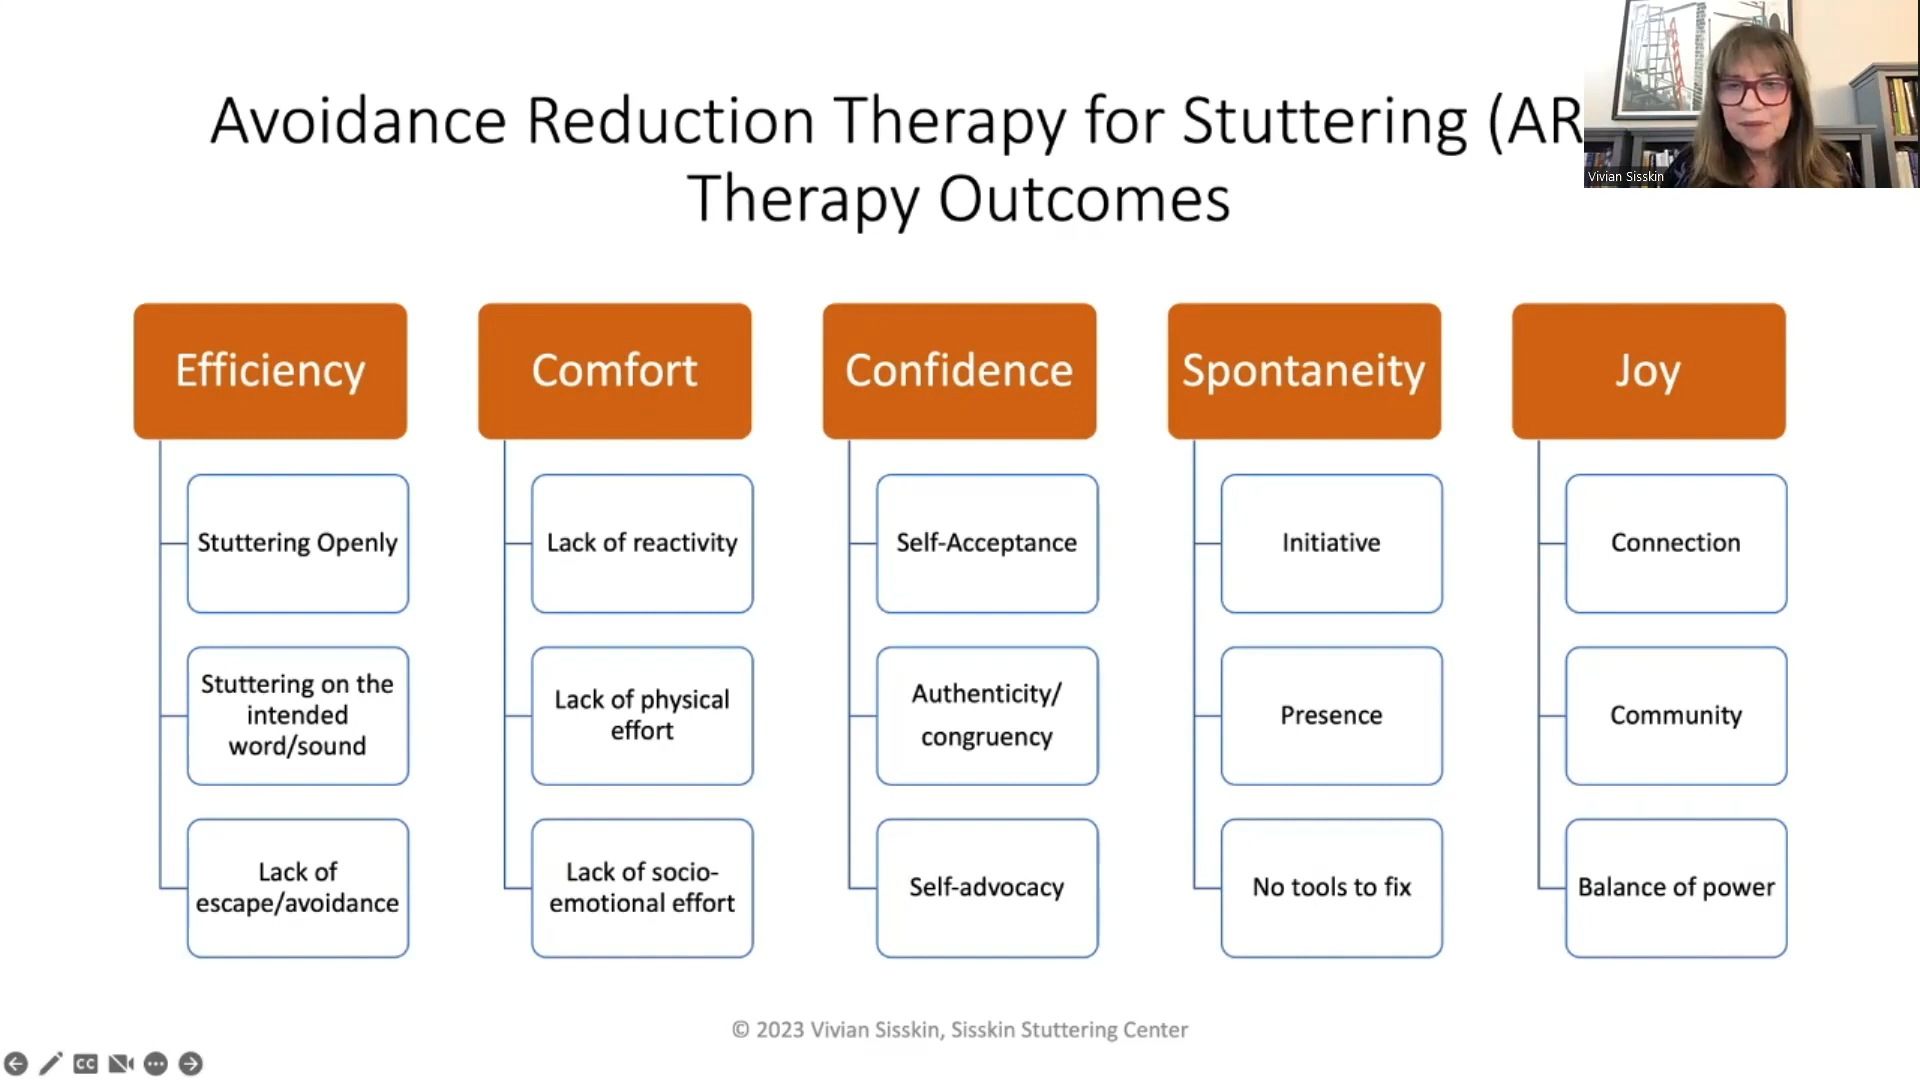 Avoidance Reduction Therapy for Stuttering (AR
Therapy Outcomes
Vivian Sisskin
Efficiency
Stuttering Openly
Stuttering on the
intended
word/sound
Lack of
escape/avoidance
Comfort
Lack of reactivity
Lack of physical
effort
Lack of socio-
emotional effort
Confidence
Self-Acceptance
Authenticity/
congruency
Self-advocacy
Spontaneity
Initiative
Presence
No tools to fix
Joy
Connection
Community
Balance of power
© 2023 Vivian Sisskin, Sisskin Stuttering Center
CC